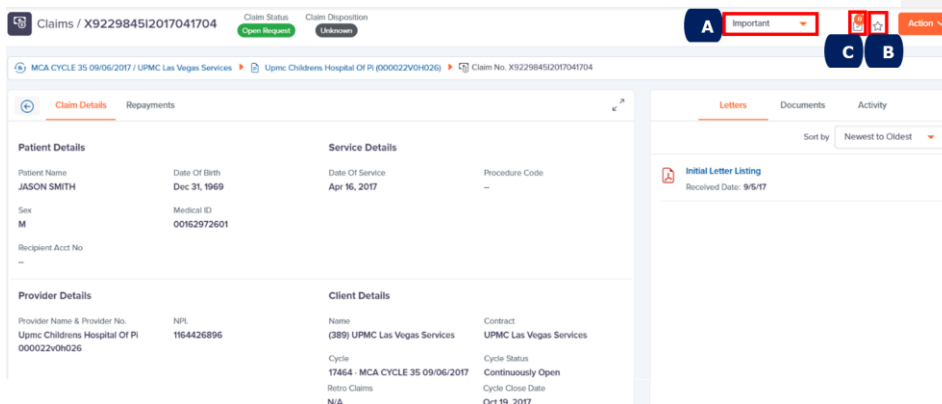 Claims / X9229845I2017041704
Claim Status
Open Request
Claim Disposition
Unknown
A
Important
C
B
Action
MCA CYCLE 35 09/06/2017 / UPMC Las Vegas Services
Upmc Childrens Hospital Of Pi (000022V0H026)
Claim No. X9229845I2017041704
Claim Details
Repayments
Patient Details
Patient Name
JASON SMITH
Date Of Birth
Dec 31, 1969
Sex
M
Medical ID
00162972601
Recipient Acct No
--
Service Details
Date Of Service
Apr 16, 2017
Procedure Code
--
Provider Details
Provider Name & Provider No.
Upmc Childrens Hospital Of Pi
000022v0h026
NPI.
1164426896
Client Details
Name
(389) UPMC Las Vegas Services
Contract
UPMC Las Vegas Services
Cycle
17464 - MCA CYCLE 35 09/06/2017
Cycle Status
Continuously Open
Retro Claims
N/A
Cycle Close Date
Oct 19, 2017
Letters
Documents
Activity
Sort by
Newest to Oldest
Initial Letter Listing
Received Date: 9/5/17